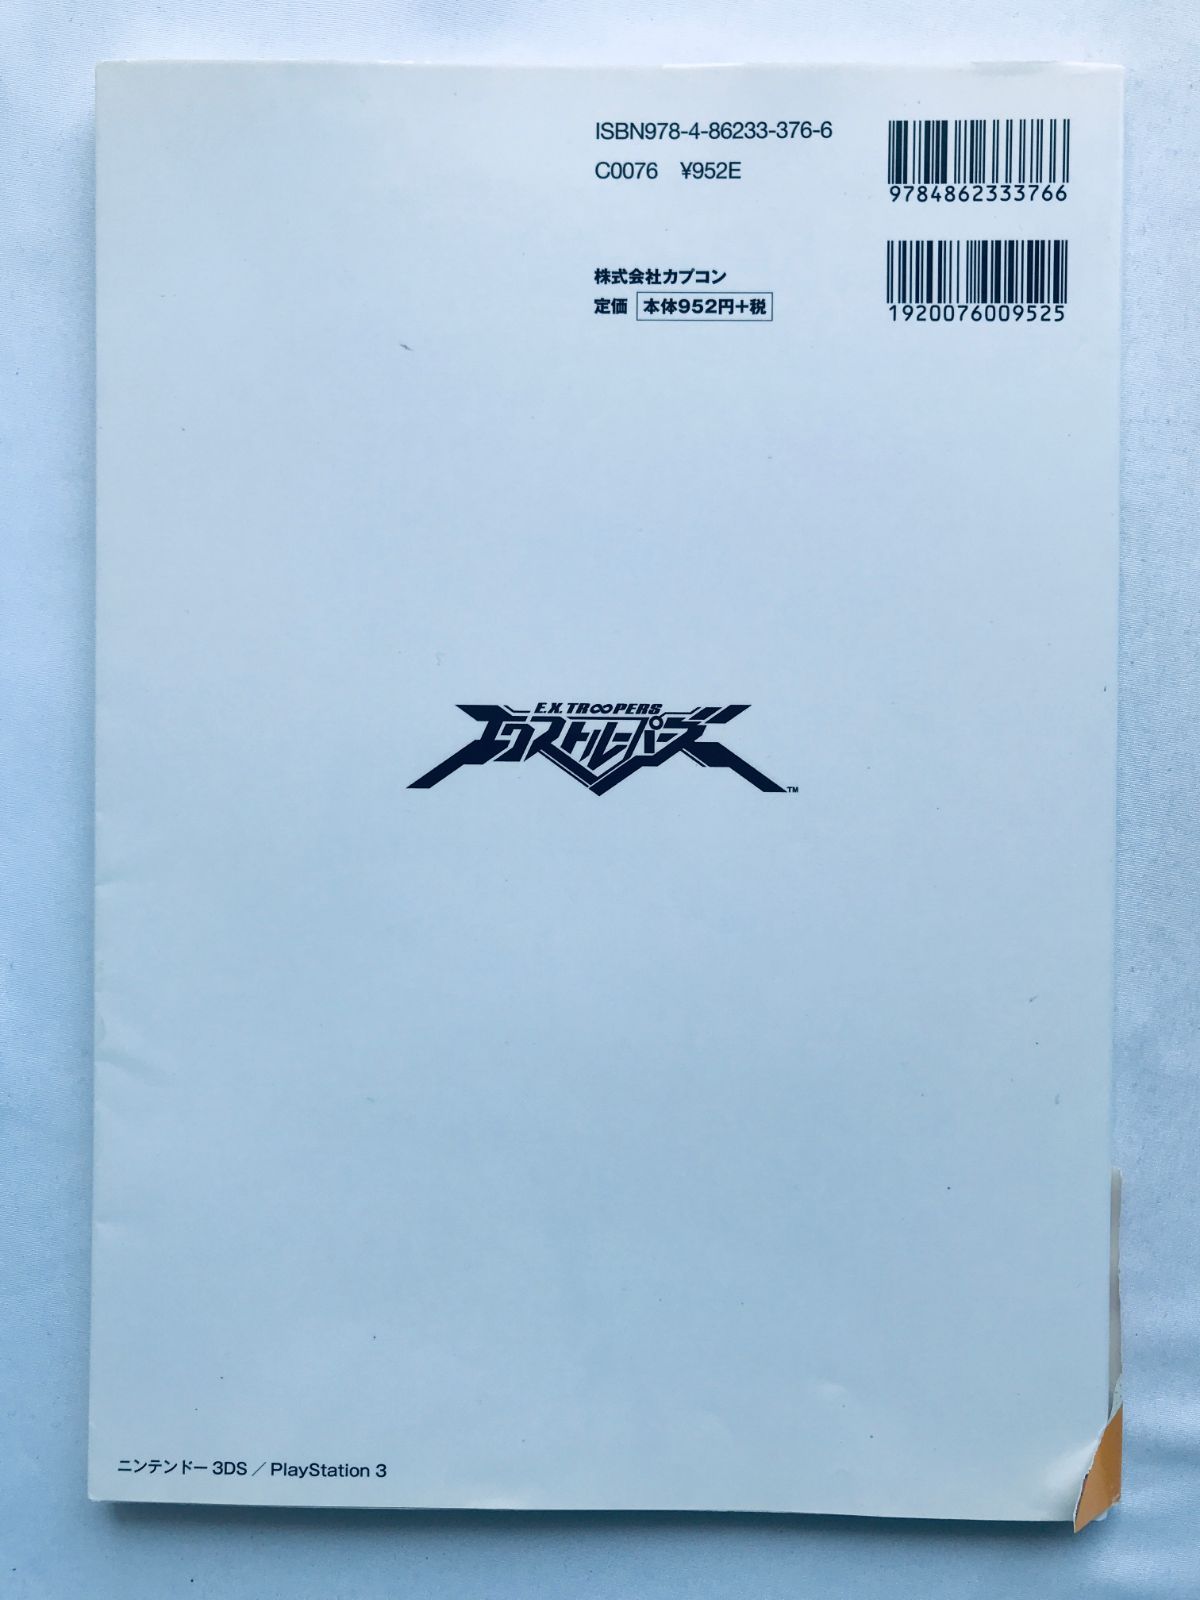 ISBN978-4-86233-376-6
C0076 ¥952E
9784862333766
株式会社カプコン
定価 本体952円+税
1920076009525
E.X. TROOPERS
エクストルーパーズ
TM
ニンテンドー3DS／PlayStation 3